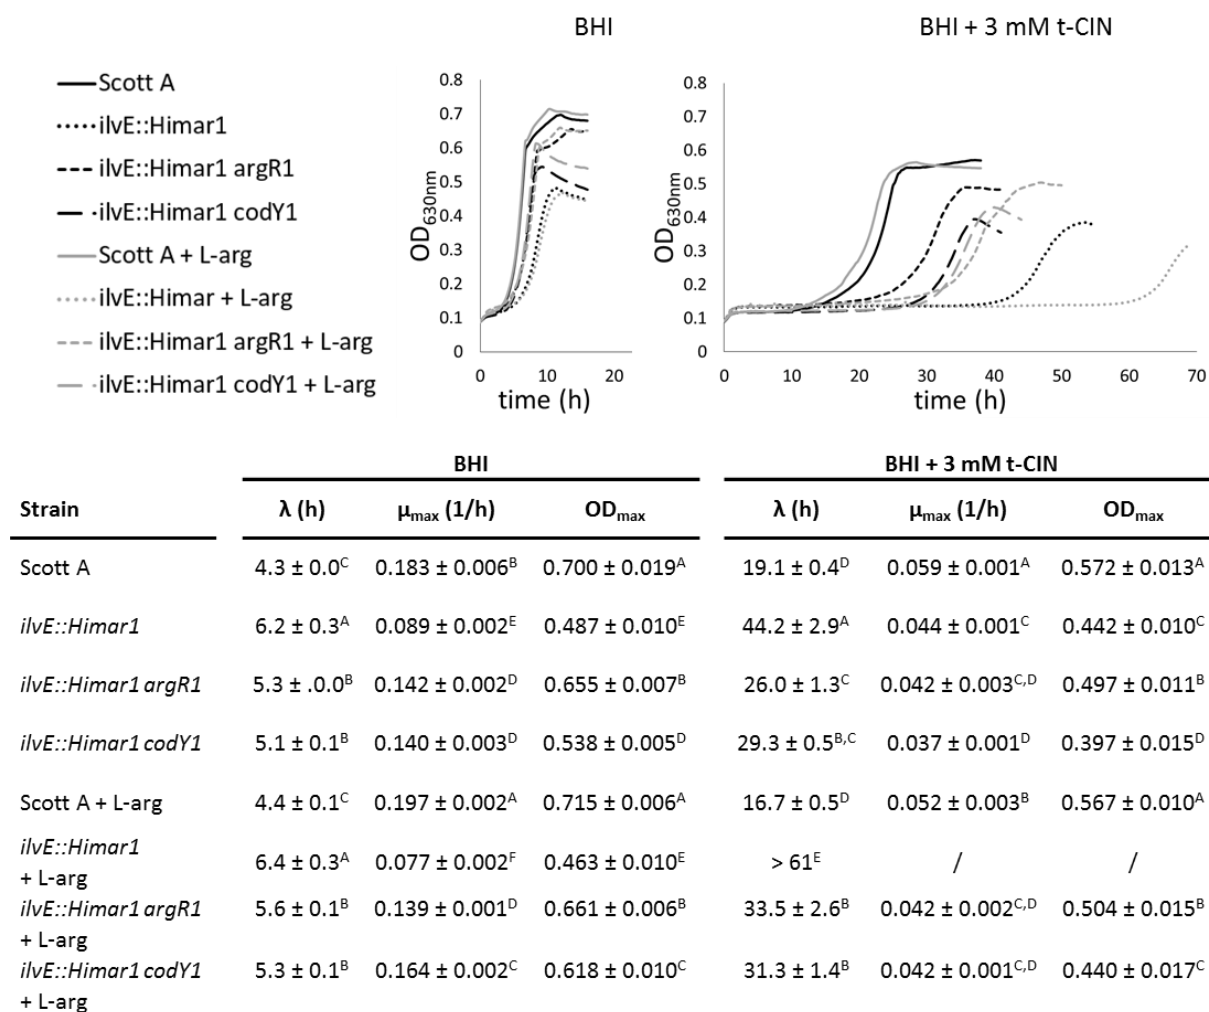 BHI BHI + 3 mM t-CIN
Scott A
ilvE::Himar1
ilvE::Himar1 argR1
ilvE::Himar1 codY1
Scott A + L-arg
ilvE::Himar + L-arg
ilvE::Himar1 argR1 + L-arg
ilvE::Himar1 codY1 + L-arg
OD630nm
0.8
0.7
0.6
0.5
0.4
0.3
0.2
0.1
0
0 10 20
time (h)
OD630nm
0.8
0.7
0.6
0.5
0.4
0.3
0.2
0.1
0
0 10 20 30 40 50 60 70
time (h)
BHI BHI + 3 mM t-CIN
Strain λ (h) μmax (1/h) ODmax λ (h) μmax (1/h) ODmax
Scott A 4.3 ± 0.0C 0.183 ± 0.006B 0.700 ± 0.019A 19.1 ± 0.4D 0.059 ± 0.001A 0.572 ± 0.013A
ilvE::Himar1 6.2 ± 0.3A 0.089 ± 0.002E 0.487 ± 0.010E 44.2 ± 2.9A 0.044 ± 0.001C 0.442 ± 0.010C
ilvE::Himar1 argR1 5.3 ± .0.0B 0.142 ± 0.002D 0.655 ± 0.007B 26.0 ± 1.3C 0.042 ± 0.003C,D 0.497 ± 0.011B
ilvE::Himar1 codY1 5.1 ± 0.1B 0.140 ± 0.003D 0.538 ± 0.005D 29.3 ± 0.5B,C 0.037 ± 0.001D 0.397 ± 0.015D
Scott A + L-arg 4.4 ± 0.1C 0.197 ± 0.002A 0.715 ± 0.006A 16.7 ± 0.5D 0.052 ± 0.003B 0.567 ± 0.010A
ilvE::Himar1
+ L-arg 6.4 ± 0.3A 0.077 ± 0.002F 0.463 ± 0.010E > 61E / /
ilvE::Himar1 argR1
+ L-arg 5.6 ± 0.1B 0.139 ± 0.001D 0.661 ± 0.006B 33.5 ± 2.6B 0.042 ± 0.002C,D 0.504 ± 0.015B
ilvE::Himar1 codY1
+ L-arg 5.3 ± 0.1B 0.164 ± 0.002C 0.618 ± 0.010C 31.3 ± 1.4B 0.042 ± 0.001C,D 0.440 ± 0.017C